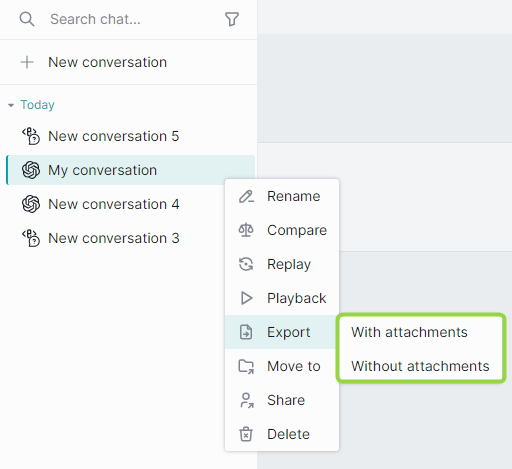 Search chat...
New conversation
Today
New conversation 5
My conversation
New conversation 4
New conversation 3
Rename
Compare
Replay
Playback
Export
With attachments
Move to
Without attachments
Share
Delete